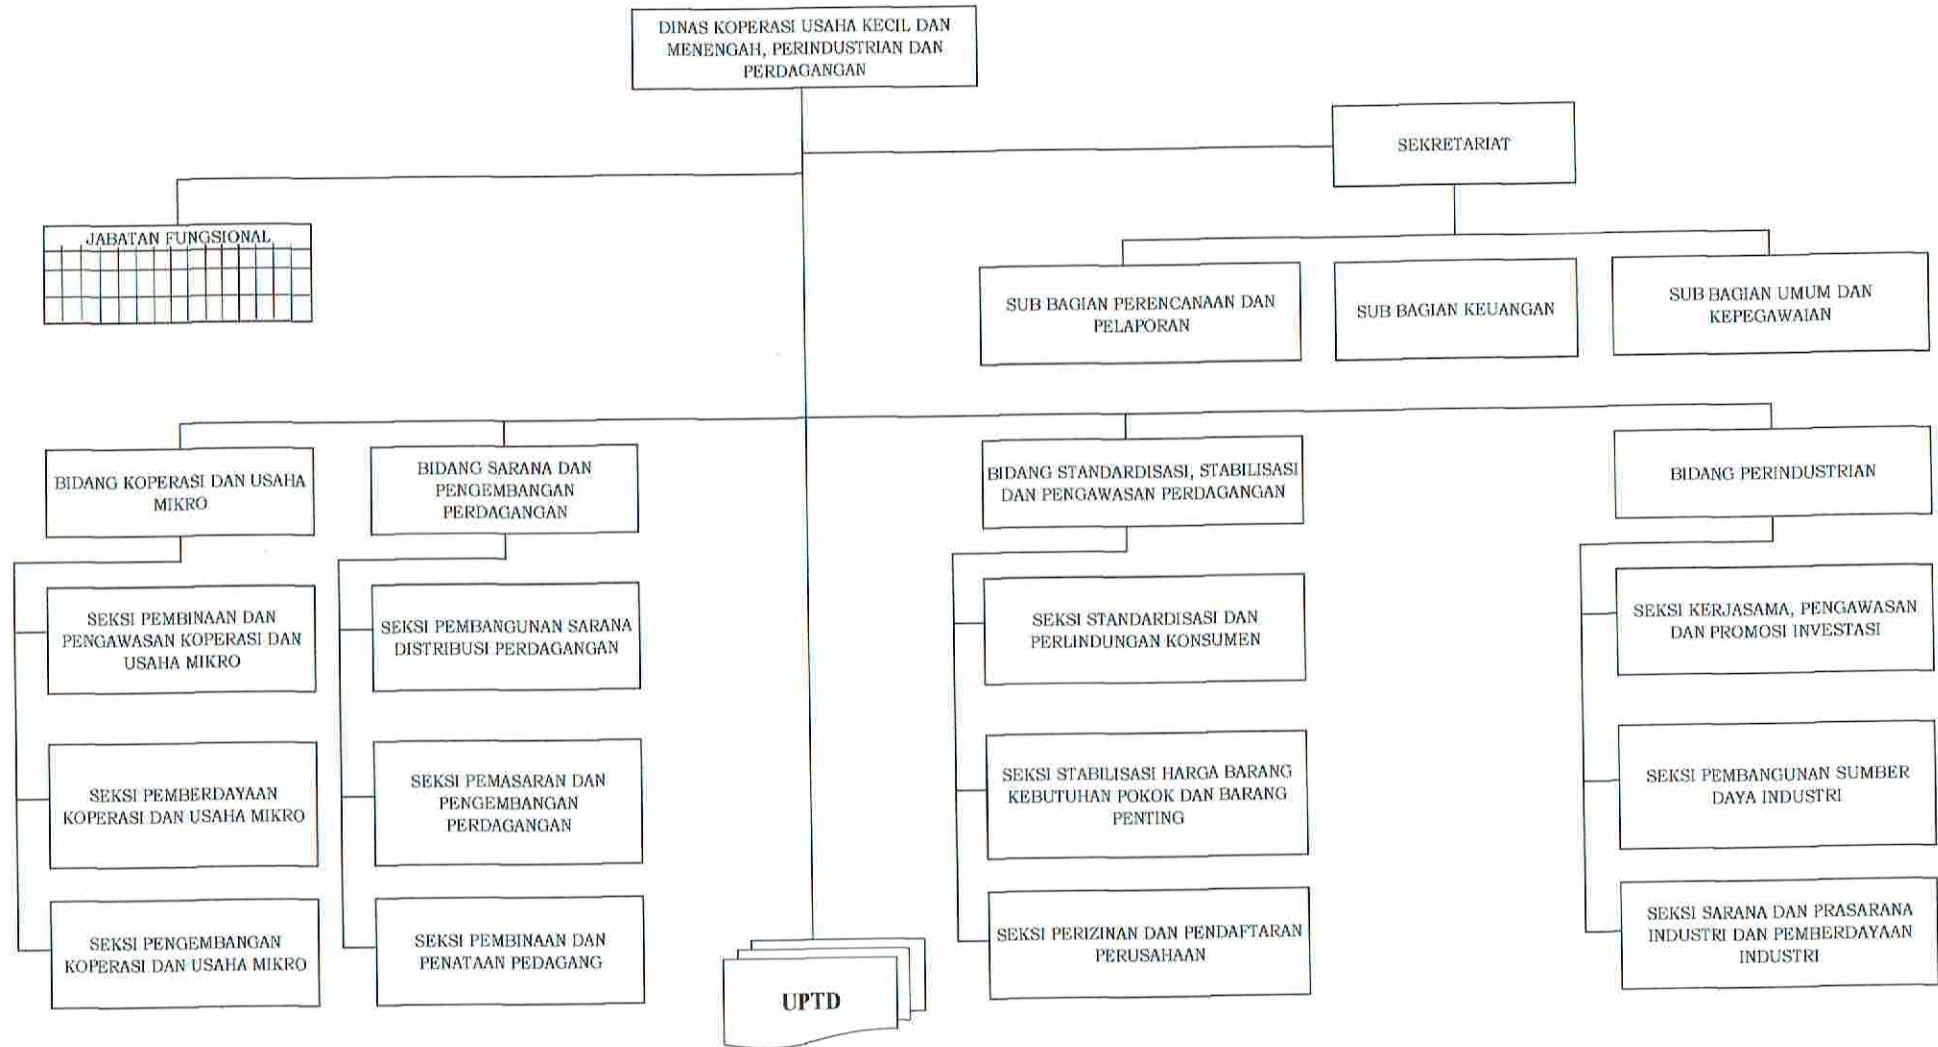 DINAS KOPERASI USAHA KECIL DAN
MENENGAH, PERINDUSTRIAN DAN
PERDAGANGAN
SEKRETARIAT
JABATAN FUNGSIONAL
SUB BAGIAN PERENCANAAN DAN
PELAPORAN
SUB BAGIAN KEUANGAN
SUB BAGIAN UMUM DAN
KEPEGAWAIAN
BIDANG KOPERASI DAN USAHA
MIKRO
BIDANG SARANA DAN
PENGEMBANGAN
PERDAGANGAN
BIDANG STANDARDISASI, STABILISASI
DAN PENGAWASAN PERDAGANGAN
BIDANG PERINDUSTRIAN
SEKSI PEMBINAAN DAN
PENGAWASAN KOPERASI DAN
USAHA MIKRO
SEKSI PEMBANGUNAN SARANA
DISTRIBUSI PERDAGANGAN
SEKSI STANDARDISASI DAN
PERLINDUNGAN KONSUMEN
SEKSI KERJASAMA, PENGAWASAN
DAN PROMOSI INVESTASI
SEKSI PEMBERDAYAAN
KOPERASI DAN USAHA MIKRO
SEKSI PEMASARAN DAN
PENGEMBANGAN
PERDAGANGAN
SEKSI STABILISASI HARGA BARANG
KEBUTUHAN POKOK DAN BARANG
PENTING
SEKSI PEMBANGUNAN SUMBER
DAYA INDUSTRI
SEKSI PENGEMBANGAN
KOPERASI DAN USAHA MIKRO
SEKSI PEMBINAAN DAN
PENATAAN PEDAGANG
SEKSI PERIZINAN DAN PENDAFTARAN
PERUSAHAAN
SEKSI SARANA DAN PRASARANA
INDUSTRI DAN PEMBERDAYAAN
INDUSTRI
UPTD